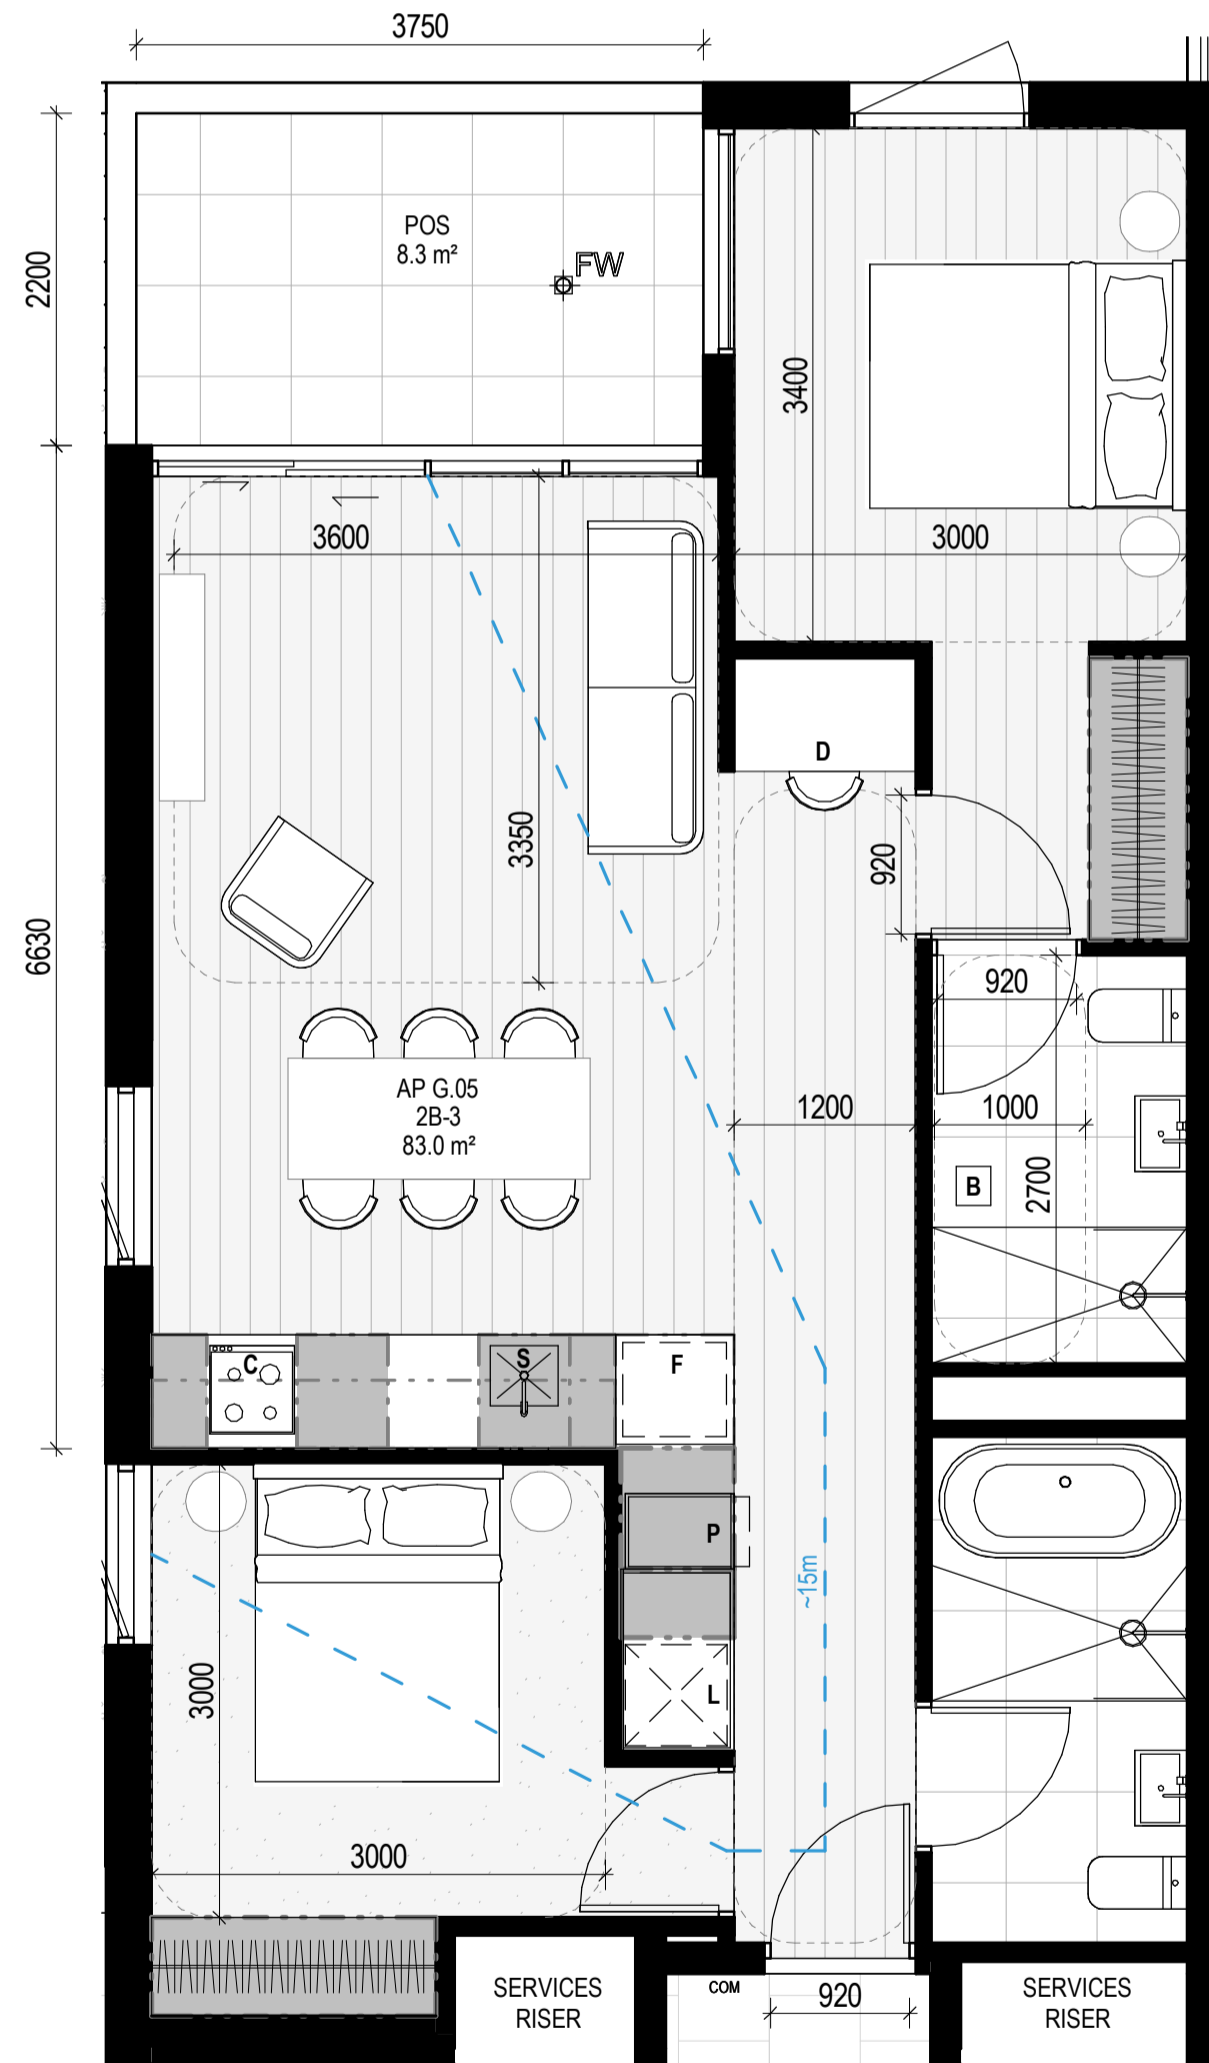 3750
POS
8.3 m²
FW
2200
3400
3600
3000
D
3350
920
6630
920
AP G.05
2B-3
83.0 m²
1200
1000
2700
B
C
S
F
P
~15m
L
3000
3000
SERVICES
RISER
COM
920
SERVICES
RISER